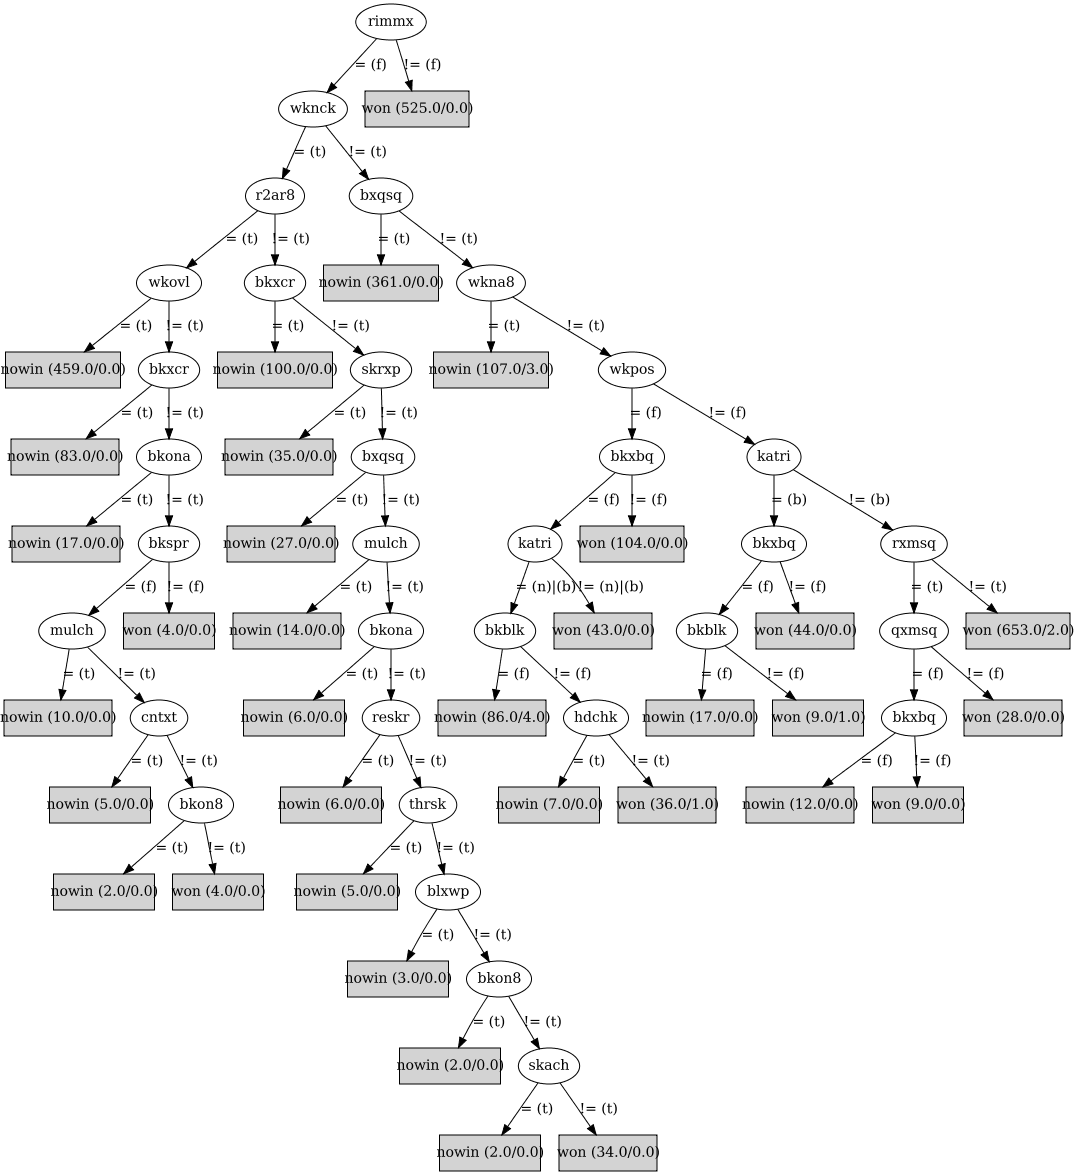 rimmx
= (f) != (f)
wknck won (525.0/0.0)
= (t) != (t)
r2ar8 bxqsq
= (t) != (t) = (t) != (t)
wkovl bkxcr nowin (361.0/0.0) wkna8
= (t) != (t) = (t) != (t) = (t) != (t)
nowin (459.0/0.0) bkxcr nowin (100.0/0.0) skrxp nowin (107.0/3.0) wkpos
= (t) != (t) = (t) != (t) = (f) != (f)
nowin (83.0/0.0) bkona nowin (35.0/0.0) bxqsq bkxbq katri
= (t) != (t) = (t) != (t) = (f) != (f) = (b) != (b)
nowin (17.0/0.0) bkspr nowin (27.0/0.0) mulch katri won (104.0/0.0) bkxbq rxmsq
= (f) != (f) = (t) != (t) = (n)|(b) != (n)|(b) = (f) != (f) = (t) != (t)
mulch won (4.0/0.0) nowin (14.0/0.0) bkona bkblk won (43.0/0.0) bkblk won (44.0/0.0) qxmsq won (653.0/2.0)
= (t) != (t) = (t) != (t) = (f) != (f) = (f) != (f) = (f) != (f)
nowin (10.0/0.0) cntxt nowin (6.0/0.0) reskr nowin (86.0/4.0) hdchk nowin (17.0/0.0) won (9.0/1.0) bkxbq won (28.0/0.0)
= (t) != (t) = (t) != (t) = (t) != (t) = (f) != (f)
nowin (5.0/0.0) bkon8 nowin (6.0/0.0) thrsk nowin (7.0/0.0) won (36.0/1.0) nowin (12.0/0.0) won (9.0/0.0)
= (t) != (t) = (t) != (t)
nowin (2.0/0.0) won (4.0/0.0) nowin (5.0/0.0) blxwp
= (t) != (t)
nowin (3.0/0.0) bkon8
= (t) != (t)
nowin (2.0/0.0) skach
= (t) != (t)
nowin (2.0/0.0) won (34.0/0.0)